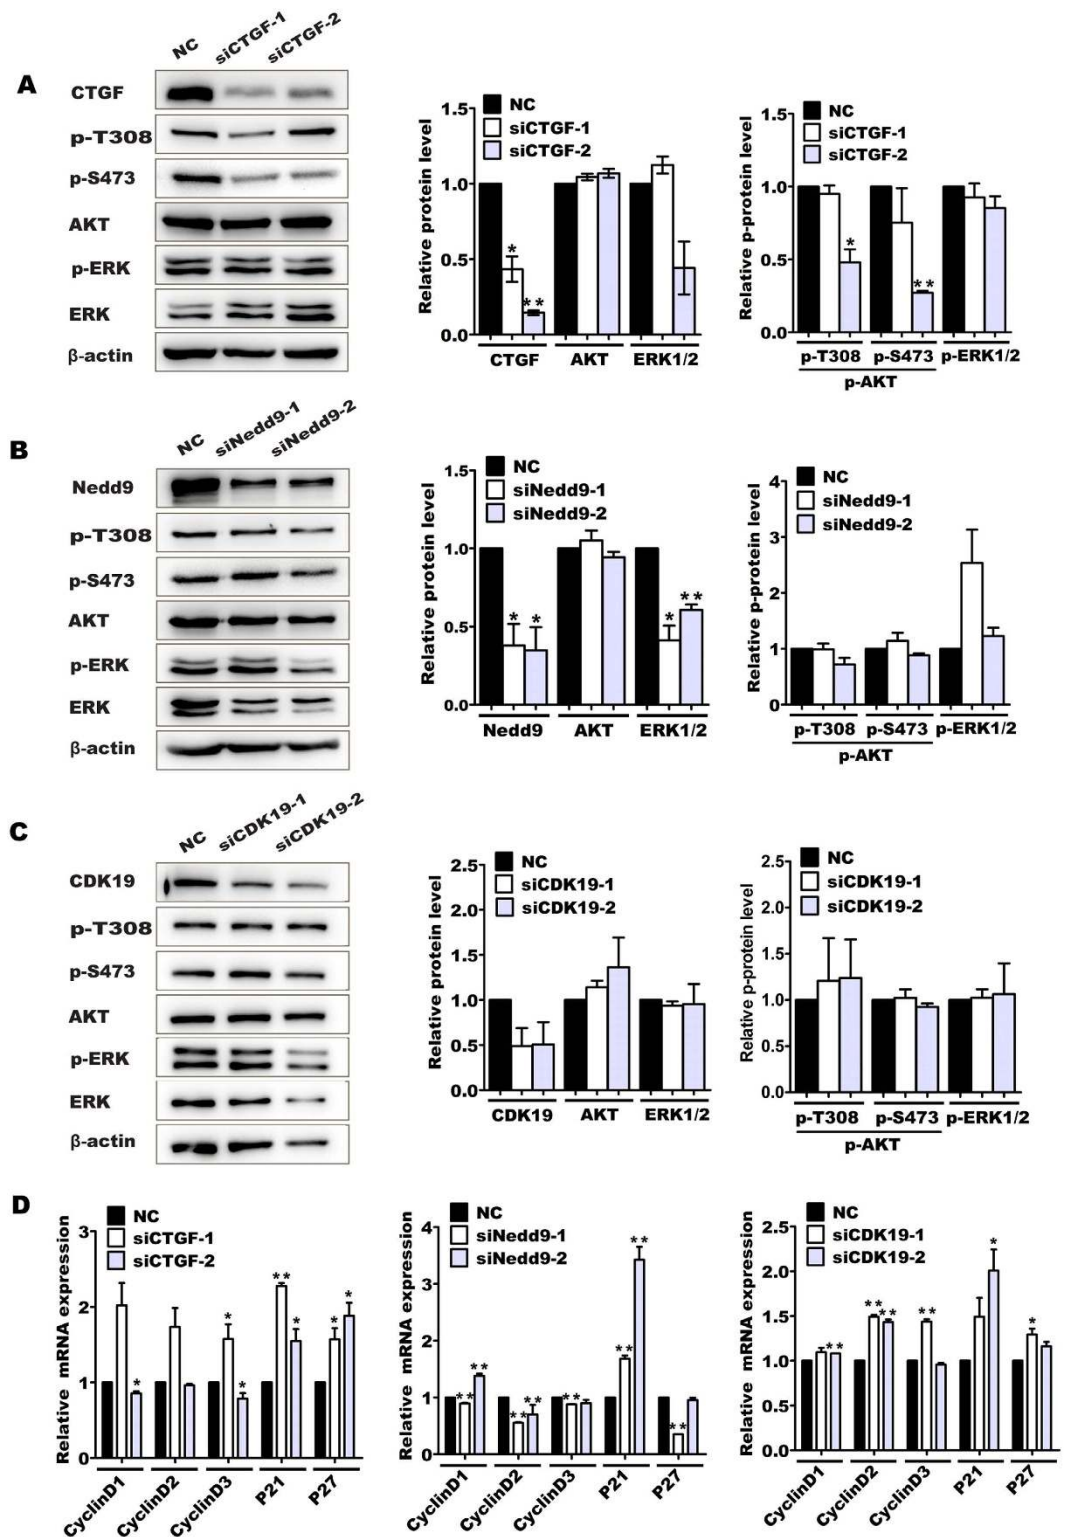 A
NC siCTGF-1 siCTGF-2
CTGF
p-T308
p-S473
AKT
p-ERK
ERK
β-actin
Relative protein level
1.5
1.0
0.5
0.0
NC
siCTGF-1
siCTGF-2
*
**
CTGF AKT ERK1/2
Relative p-protein level
1.5
1.0
0.5
0.0
NC
siCTGF-1
siCTGF-2
*
**
p-T308 p-S473 p-ERK1/2
p-AKT
B
NC siNedd9-1 siNedd9-2
Nedd9
p-T308
p-S473
AKT
p-ERK
ERK
β-actin
Relative protein level
1.5
1.0
0.5
0.0
NC
siNedd9-1
siNedd9-2
* * * **
Nedd9 AKT ERK1/2
Relative p-protein level
4
3
2
1
0
NC
siNedd9-1
siNedd9-2
p-T308 p-S473 p-ERK1/2
p-AKT
C
NC siCDK19-1 siCDK19-2
CDK19
p-T308
p-S473
AKT
p-ERK
ERK
β-actin
Relative protein level
2.5
2.0
1.5
1.0
0.5
0.0
NC
siCDK19-1
siCDK19-2
CDK19 AKT ERK1/2
Relative p-protein level
2.5
2.0
1.5
1.0
0.5
0.0
NC
siCDK19-1
siCDK19-2
p-T308 p-S473 p-ERK1/2
p-AKT
D
Relative mRNA expression
3
2
1
0
NC
siCTGF-1
siCTGF-2
* * * ** * * *
CyclinD1 CyclinD2 CyclinD3 P21 P27
Relative mRNA expression
4
3
2
1
0
NC
siNedd9-1
siNedd9-2
** ** ** ** ** ** ** **
CyclinD1 CyclinD2 CyclinD3 P21 P27
Relative mRNA expression
2.5
2.0
1.5
1.0
0.5
0.0
NC
siCDK19-1
siCDK19-2
** ** ** ** * *
CyclinD1 CyclinD2 CyclinD3 P21 P27